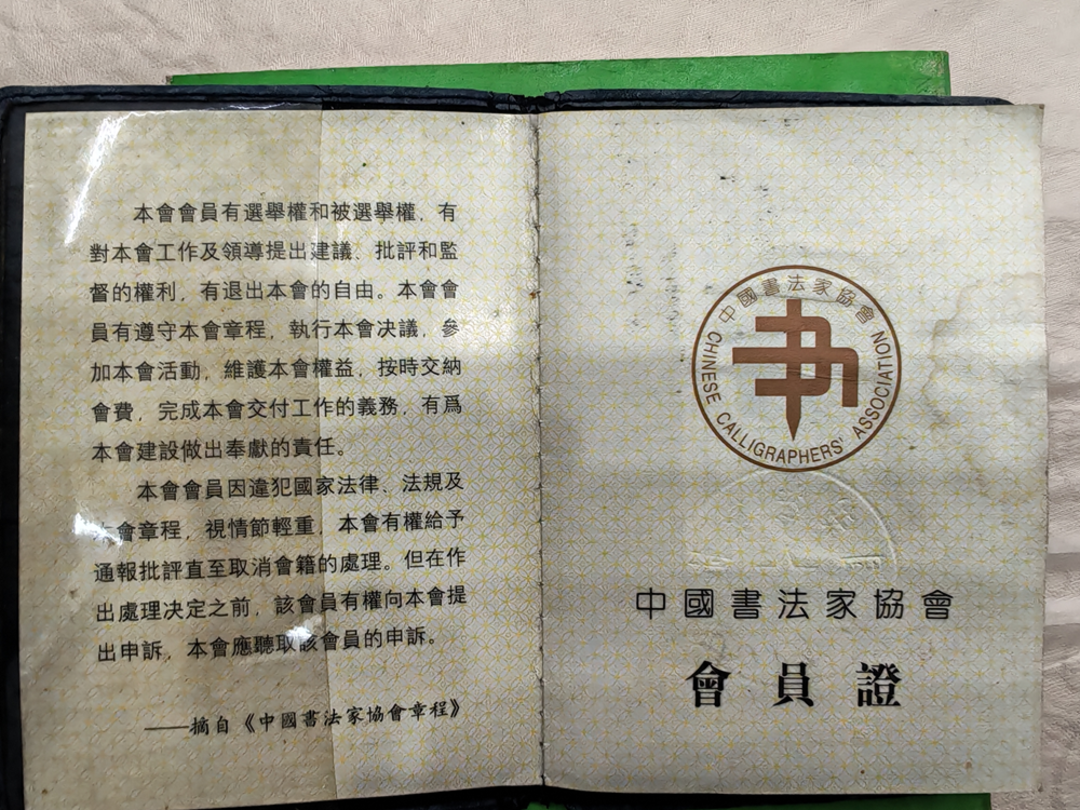 本會會員有選舉權和被選舉權，有
對本會工作及領導提出建議、批評和監
督的權利，有退出本會的自由。本會會
員有遵守本會章程，執行本會决議，參
加本會活動，維護本會權益，按時交納
會費，完成本會交付工作的義務，有爲
本會建設做出奉獻的責任。
本會會員因違犯國家法律、法規及
本會章程，視情節輕重，本會有權給予
通報批評直至取消會籍的處理。但在作
出處理决定之前，該會員有權向本會提
出申訴，本會應聽取該會員的申訴。
——摘自《中國書法家協會章程》
中國書法家協會
CHINESE CALLIGRAPHERS' ASSOCIATION
中國書法家協會
會員證